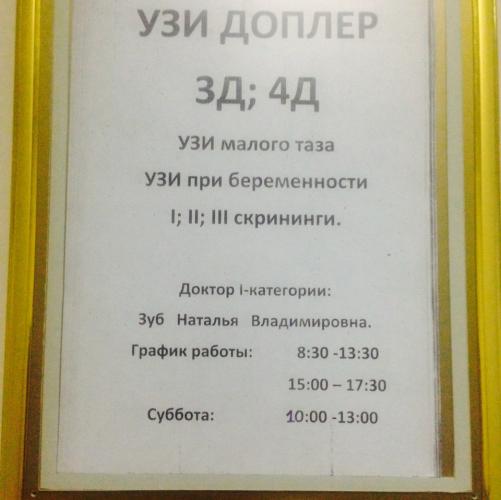 УЗИ ДОПЛЕР
3Д; 4Д
УЗИ малого таза
УЗИ при беременности
I; II; III скрининги.
Доктор I-категории:
Зуб Наталья Владимировна.
График работы: 8:30 -13:30
15:00 – 17:30
Суббота: 10:00 -13:00